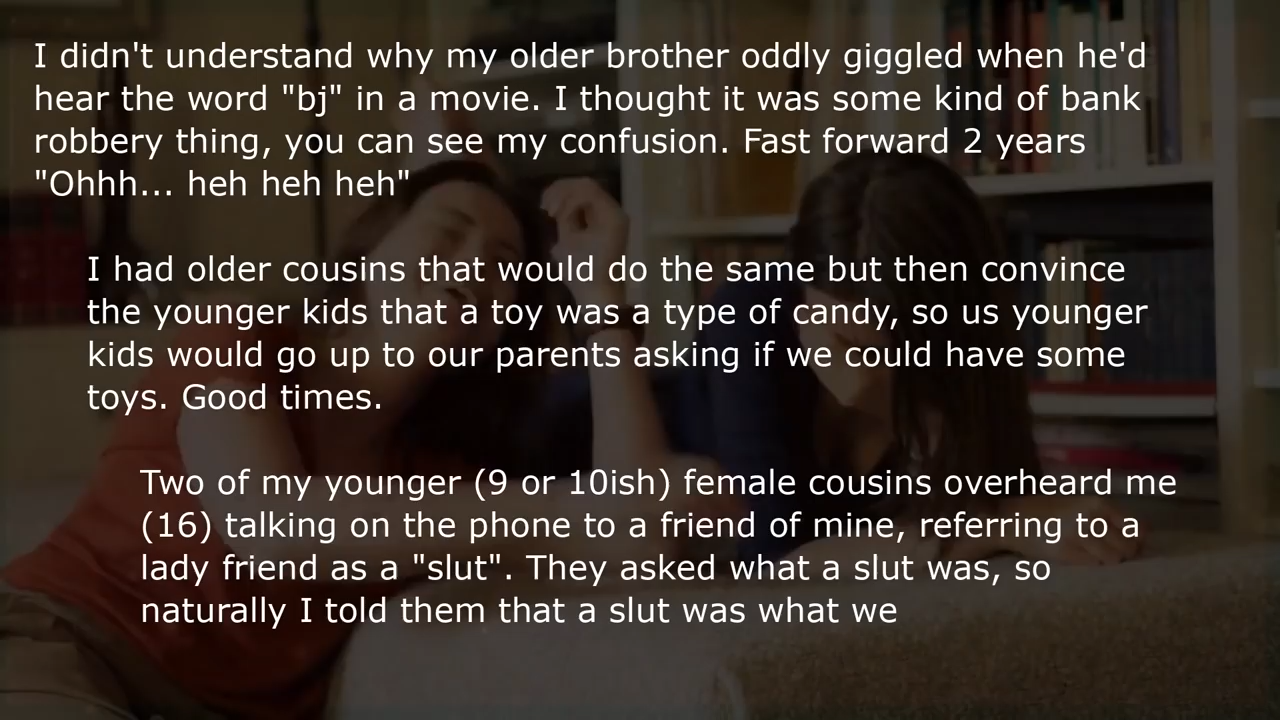 I didn't understand why my older brother oddly giggled when he'd
hear the word "bj" in a movie. I thought it was some kind of bank
robbery thing, you can see my confusion. Fast forward 2 years
"Ohhh... heh heh heh"
I had older cousins that would do the same but then convince
the younger kids that a toy was a type of candy, so us younger
kids would go up to our parents asking if we could have some
toys. Good times.
Two of my younger (9 or 10ish) female cousins overheard me
(16) talking on the phone to a friend of mine, referring to a
lady friend as a "slut". They asked what a slut was, so
naturally I told them that a slut was what we